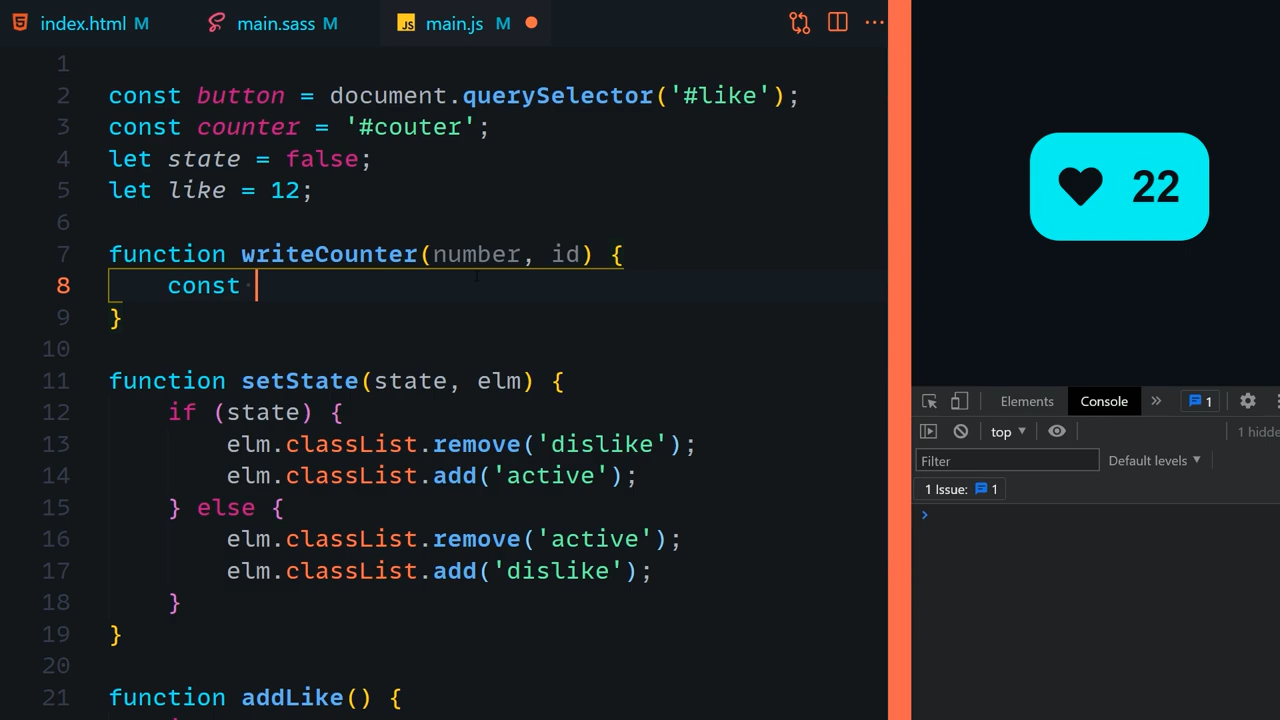 index.html M
main.sass M
JS main.js M
1
2 const button = document.querySelector('#like');
3 const counter = '#couter';
4 let state = false;
5 let like = 12;
6
7 function writeCounter(number, id) {
8 const
9 }
10
11 function setState(state, elm) {
12 if (state) {
13 elm.classList.remove('dislike');
14 elm.classList.add('active');
15 } else {
16 elm.classList.remove('active');
17 elm.classList.add('dislike');
18 }
19 }
20
21 function addLike() {
22
Elements Console » 1
top ▼ 1 hidde
Filter Default levels ▼
1 Issue: 1
>